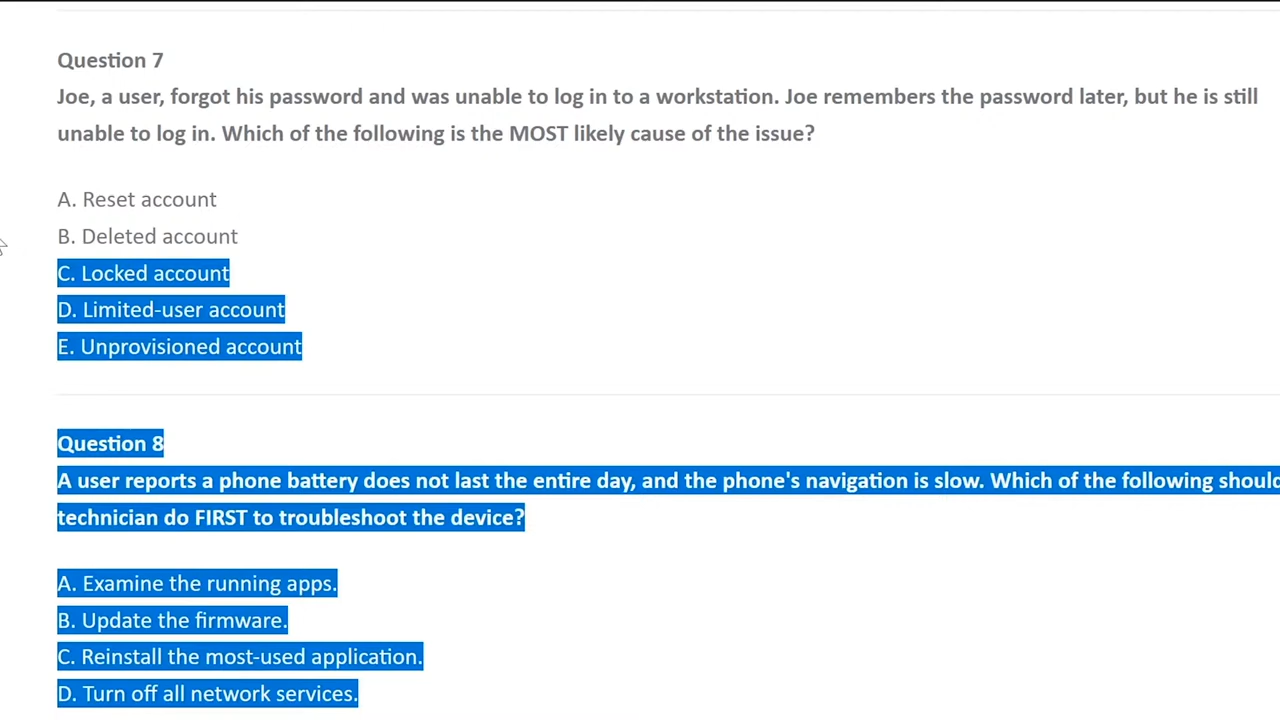 Question 7
Joe, a user, forgot his password and was unable to log in to a workstation. Joe remembers the password later, but he is still
unable to log in. Which of the following is the MOST likely cause of the issue?
A. Reset account
B. Deleted account
C. Locked account
D. Limited-user account
E. Unprovisioned account
Question 8
A user reports a phone battery does not last the entire day, and the phone's navigation is slow. Which of the following should
technician do FIRST to troubleshoot the device?
A. Examine the running apps.
B. Update the firmware.
C. Reinstall the most-used application.
D. Turn off all network services.